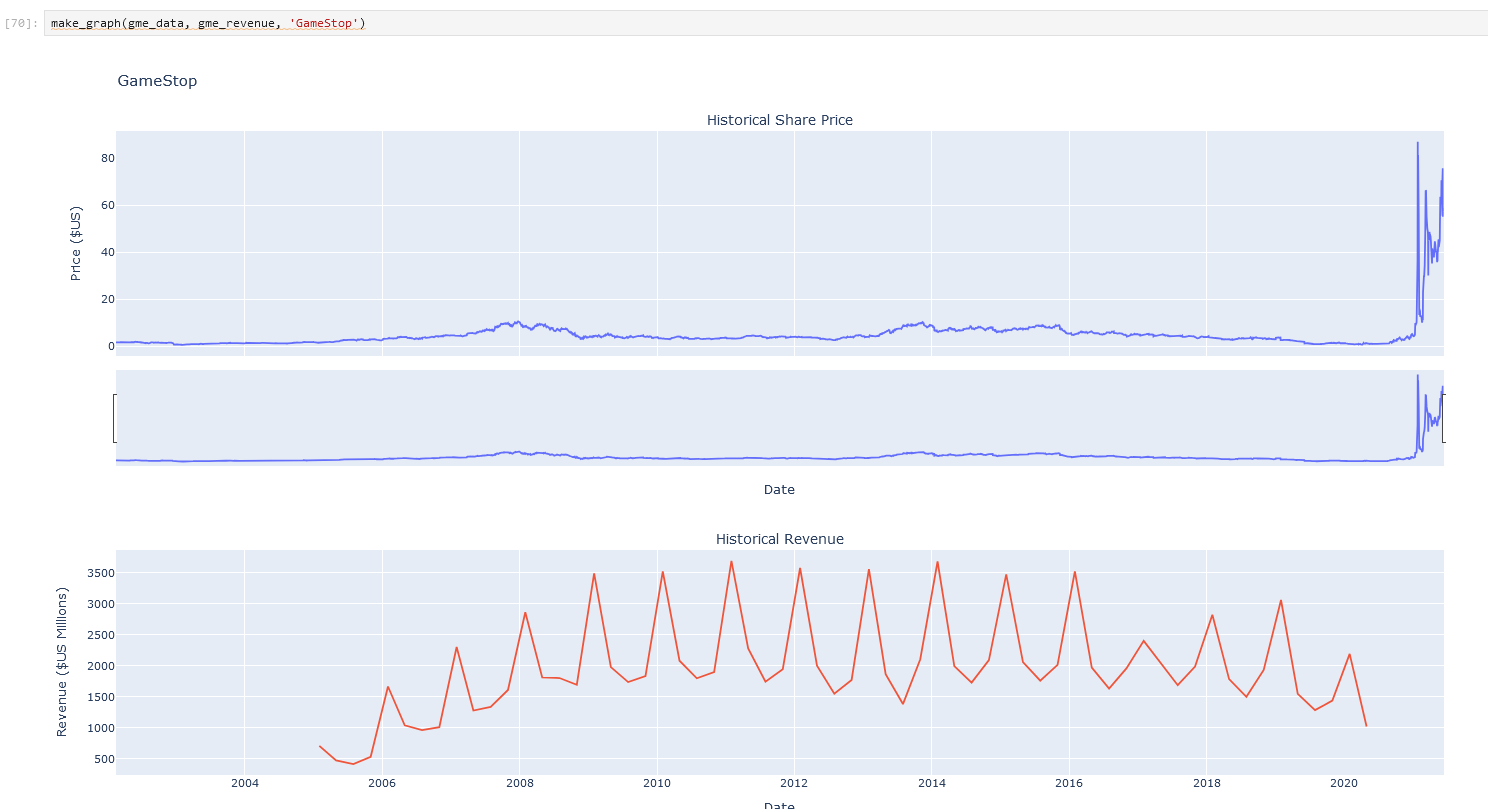 [70]: make_graph(gme_data, gme_revenue, 'GameStop')
GameStop
Historical Share Price
80
60
40
20
0
Price ($US)
Date
Historical Revenue
3500
3000
2500
2000
1500
1000
500
Revenue ($US Millions)
2004 2006 2008 2010 2012 2014 2016 2018 2020
Date